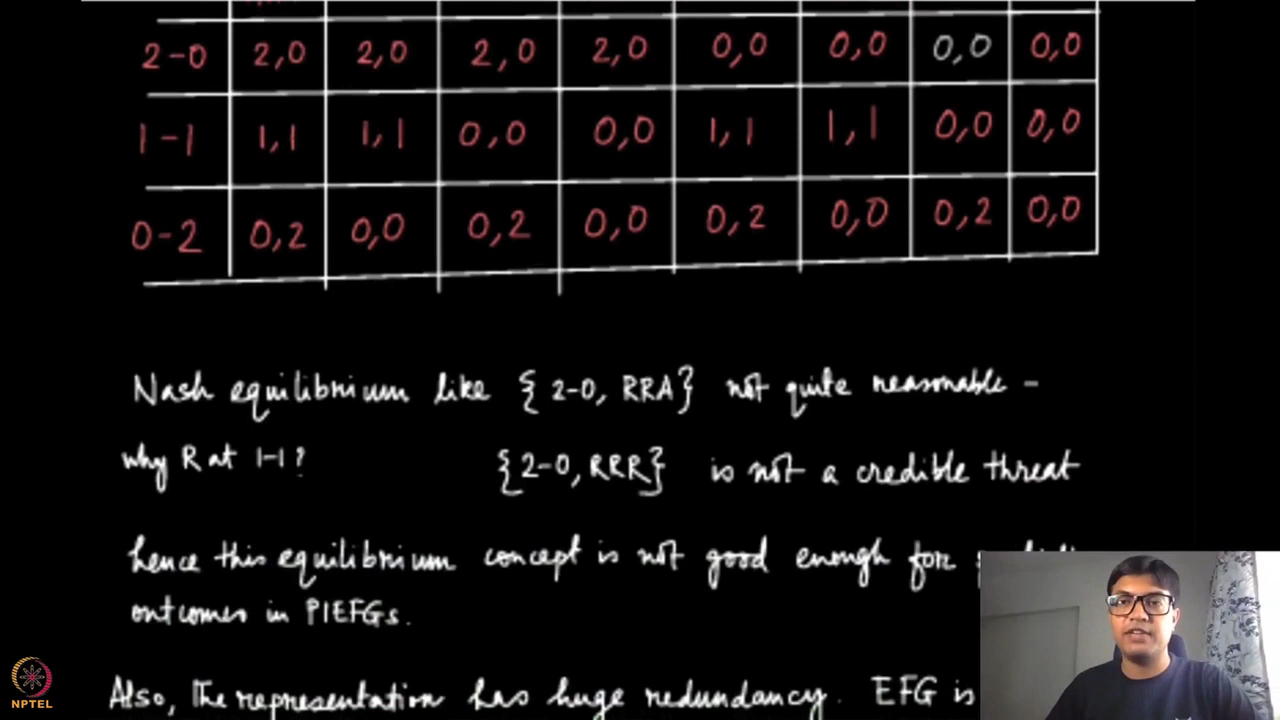 2-0 2,0 2,0 2,0 2,0 0,0 0,0 0,0 0,0
1-1 1,1 1,1 0,0 0,0 1,1 1,1 0,0 0,0
0-2 0,2 0,0 0,2 0,0 0,2 0,0 0,2 0,0
Nash equilibrium like {2-0, RRA} not quite reasonable -
why R at 1-1? {2-0, RRR} is not a credible threat
hence this equilibrium concept is not good enough for
outcomes in PIEFGs.
Also, The representation has huge redundancy. EFG is
NPTEL